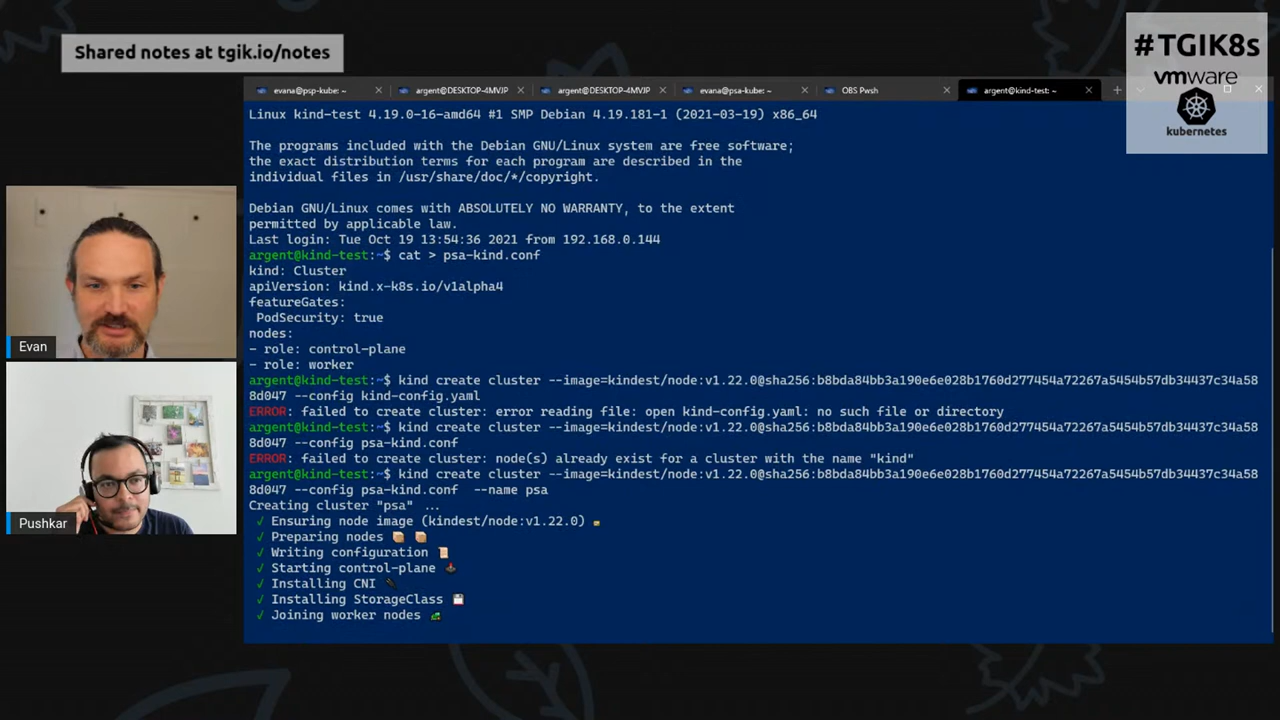 Shared notes at tgik.io/notes
#TGIK8s
vmware
kubernetes
evana@psp-kube: ~
argent@DESKTOP-4MVJP
argent@DESKTOP-4MVJP
evana@psa-kube: ~
OBS Pwsh
argent@kind-test: ~
Linux kind-test 4.19.0-16-amd64 #1 SMP Debian 4.19.181-1 (2021-03-19) x86_64
The programs included with the Debian GNU/Linux system are free software;
the exact distribution terms for each program are described in the
individual files in /usr/share/doc/*/copyright.
Debian GNU/Linux comes with ABSOLUTELY NO WARRANTY, to the extent
permitted by applicable law.
Last login: Tue Oct 19 13:54:36 2021 from 192.168.0.144
argent@kind-test:~$ cat > psa-kind.conf
kind: Cluster
apiVersion: kind.x-k8s.io/v1alpha4
featureGates:
 PodSecurity: true
nodes:
- role: control-plane
- role: worker
argent@kind-test:~$ kind create cluster --image=kindest/node:v1.22.0@sha256:b8bda84bb3a190e6e028b1760d277454a72267a5454b57db34437c34a58
8d047 --config kind-config.yaml
ERROR: failed to create cluster: error reading file: open kind-config.yaml: no such file or directory
argent@kind-test:~$ kind create cluster --image=kindest/node:v1.22.0@sha256:b8bda84bb3a190e6e028b1760d277454a72267a5454b57db34437c34a58
8d047 --config psa-kind.conf
ERROR: failed to create cluster: node(s) already exist for a cluster with the name "kind"
argent@kind-test:~$ kind create cluster --image=kindest/node:v1.22.0@sha256:b8bda84bb3a190e6e028b1760d277454a72267a5454b57db34437c34a58
8d047 --config psa-kind.conf  --name psa
Creating cluster "psa" ...
✓ Ensuring node image (kindest/node:v1.22.0)
✓ Preparing nodes 📦 📦
✓ Writing configuration 📜
✓ Starting control-plane 🕹️
✓ Installing CNI 🔌
✓ Installing StorageClass 💾
✓ Joining worker nodes 🚜
Evan
Pushkar